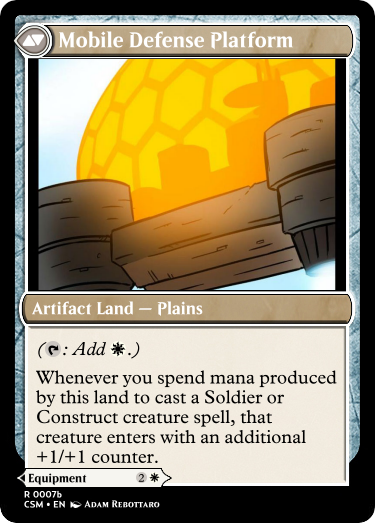 Mobile Defense Platform
Artifact Land — Plains
(: Add .)
Whenever you spend mana produced
by this land to cast a Soldier or
Construct creature spell, that
creature enters with an additional
+1/+1 counter.
Equipment 2
R 0007b
CSM • EN Adam Rebottaro